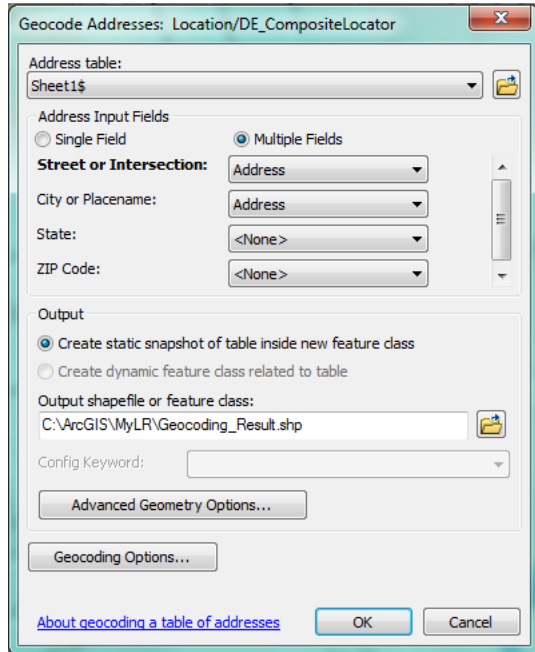 Geocode Addresses: Location/DE_CompositeLocator
Address table:
Sheet1$
Address Input Fields
Single Field Multiple Fields
Street or Intersection: Address
City or Placename: Address
State: <None>
ZIP Code: <None>
Output
Create static snapshot of table inside new feature class
Create dynamic feature class related to table
Output shapefile or feature class:
C:\ArcGIS\MyLR\Geocoding_Result.shp
Config Keyword:
Advanced Geometry Options...
Geocoding Options...
About geocoding a table of addresses OK Cancel